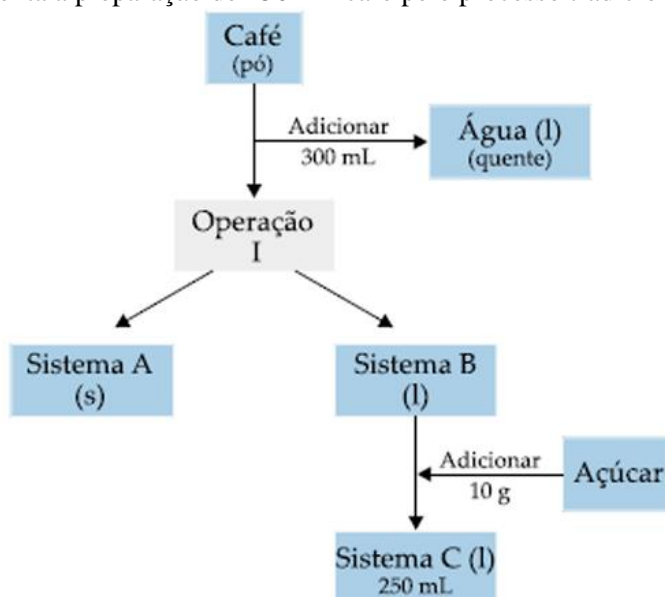 Café
(pó)
Adicionar
300 mL
Água (l)
(quente)
Operação
I
Sistema A
(s)
Sistema B
(l)
Adicionar
10 g
Açúcar
Sistema C (l)
250 mL